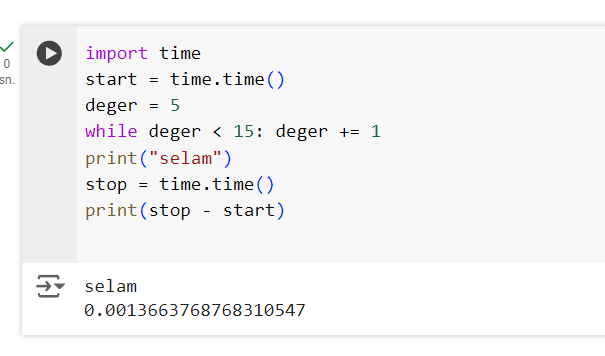 0
sn.
import time
start = time.time()
deger = 5
while deger < 15: deger += 1
print("selam")
stop = time.time()
print(stop - start)
selam
0.0013663768768310547